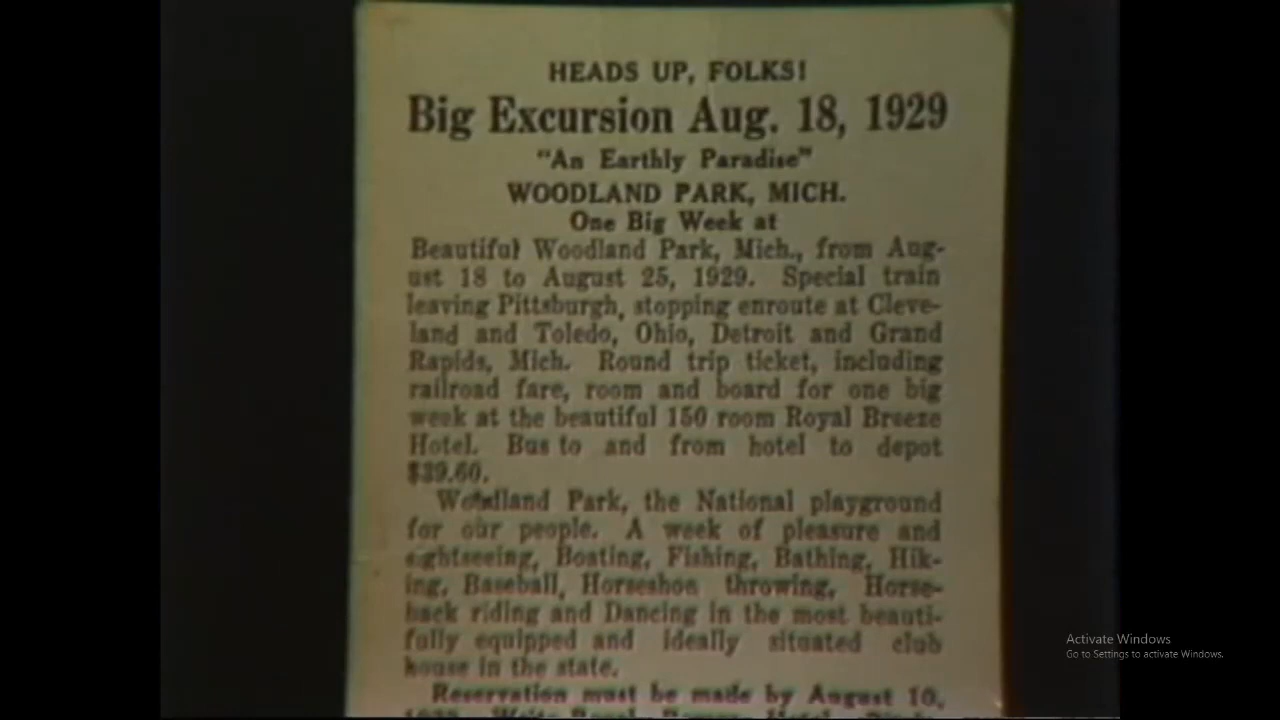 HEADS UP, FOLKS!
Big Excursion Aug. 18, 1929
"An Earthly Paradise"
WOODLAND PARK, MICH.
One Big Week at
Beautiful Woodland Park, Mich., from Aug-
ust 18 to August 25, 1929. Special train
leaving Pittsburgh, stopping enroute at Cleve-
land and Toledo, Ohio, Detroit and Grand
Rapids, Mich. Round trip ticket, including
railroad fare, room and board for one big
week at the beautiful 150 room Royal Breeze
Hotel. Bus to and from hotel to depot
$39.60.
Woodland Park, the National playground
for our people. A week of pleasure and
sightseeing, Boating, Fishing, Bathing, Hik-
ing, Baseball, Horseshoe throwing, Horse-
back riding and Dancing in the most beauti-
fully equipped and ideally situated club
house in the state.
Reservation must be made by August 10,
Activate Windows
Go to Settings to activate Windows.